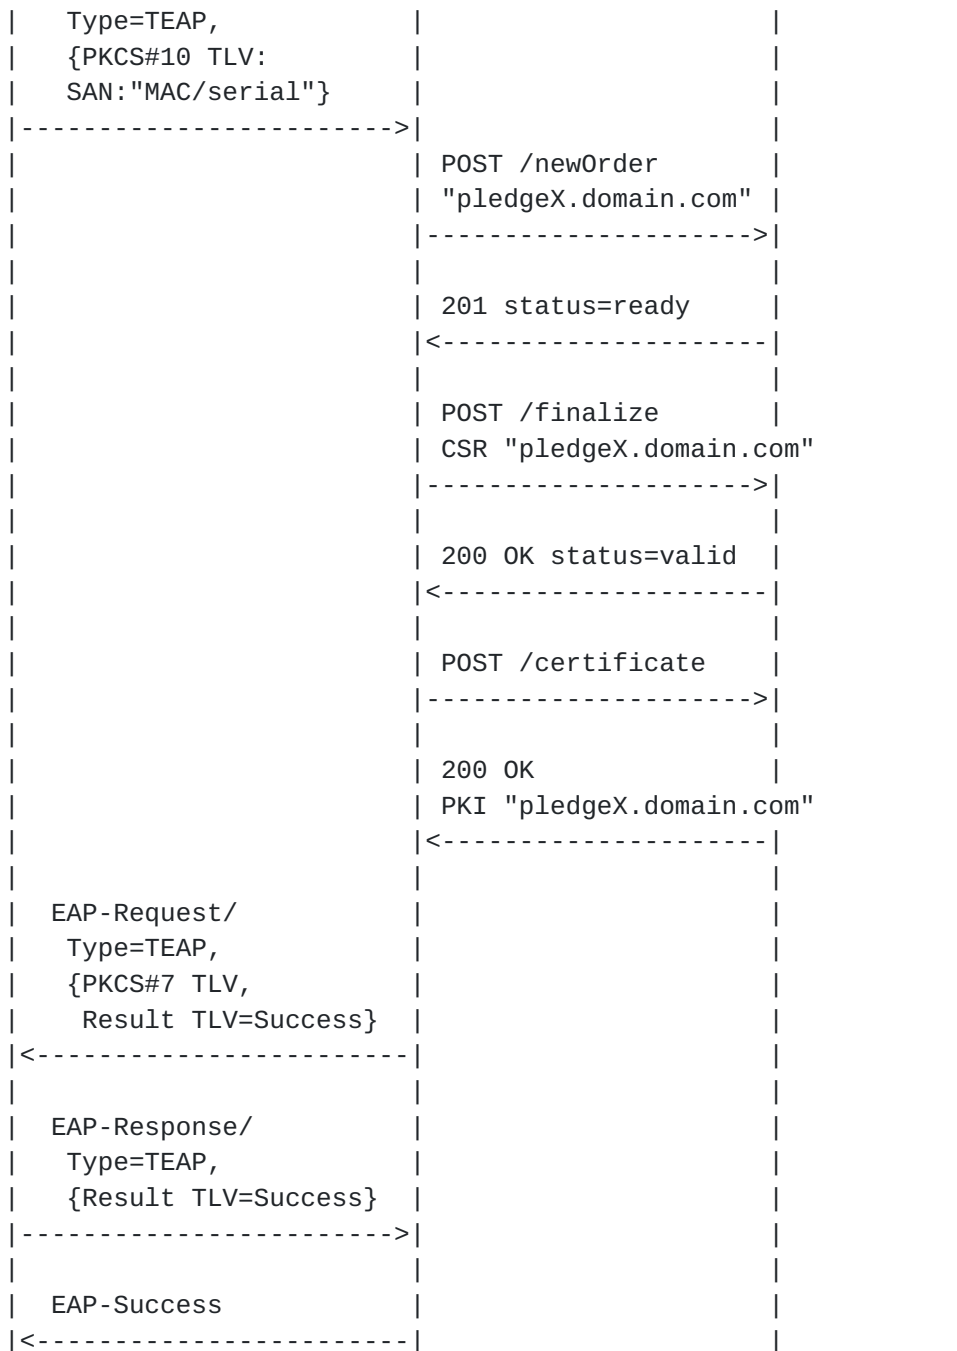 |   Type=TEAP,            |                      |
|   {PKCS#10 TLV:         |                      |
|   SAN:"MAC/serial"}     |                      |
|------------------------>|                      |
|                         | POST /newOrder       |
|                         | "pledgeX.domain.com" |
|                         |--------------------->|
|                         |                      |
|                         | 201 status=ready     |
|                         |<---------------------|
|                         |                      |
|                         | POST /finalize       |
|                         | CSR "pledgeX.domain.com"
|                         |--------------------->|
|                         |                      |
|                         | 200 OK status=valid  |
|                         |<---------------------|
|                         |                      |
|                         | POST /certificate    |
|                         |--------------------->|
|                         |                      |
|                         | 200 OK               |
|                         | PKI "pledgeX.domain.com"
|                         |<---------------------|
|                         |                      |
|  EAP-Request/           |                      |
|   Type=TEAP,            |                      |
|   {PKCS#7 TLV,          |                      |
|    Result TLV=Success}  |                      |
|<------------------------|                      |
|                         |                      |
|  EAP-Response/          |                      |
|   Type=TEAP,            |                      |
|   {Result TLV=Success}  |                      |
|------------------------>|                      |
|                         |                      |
|  EAP-Success            |                      |
|<------------------------|                      |